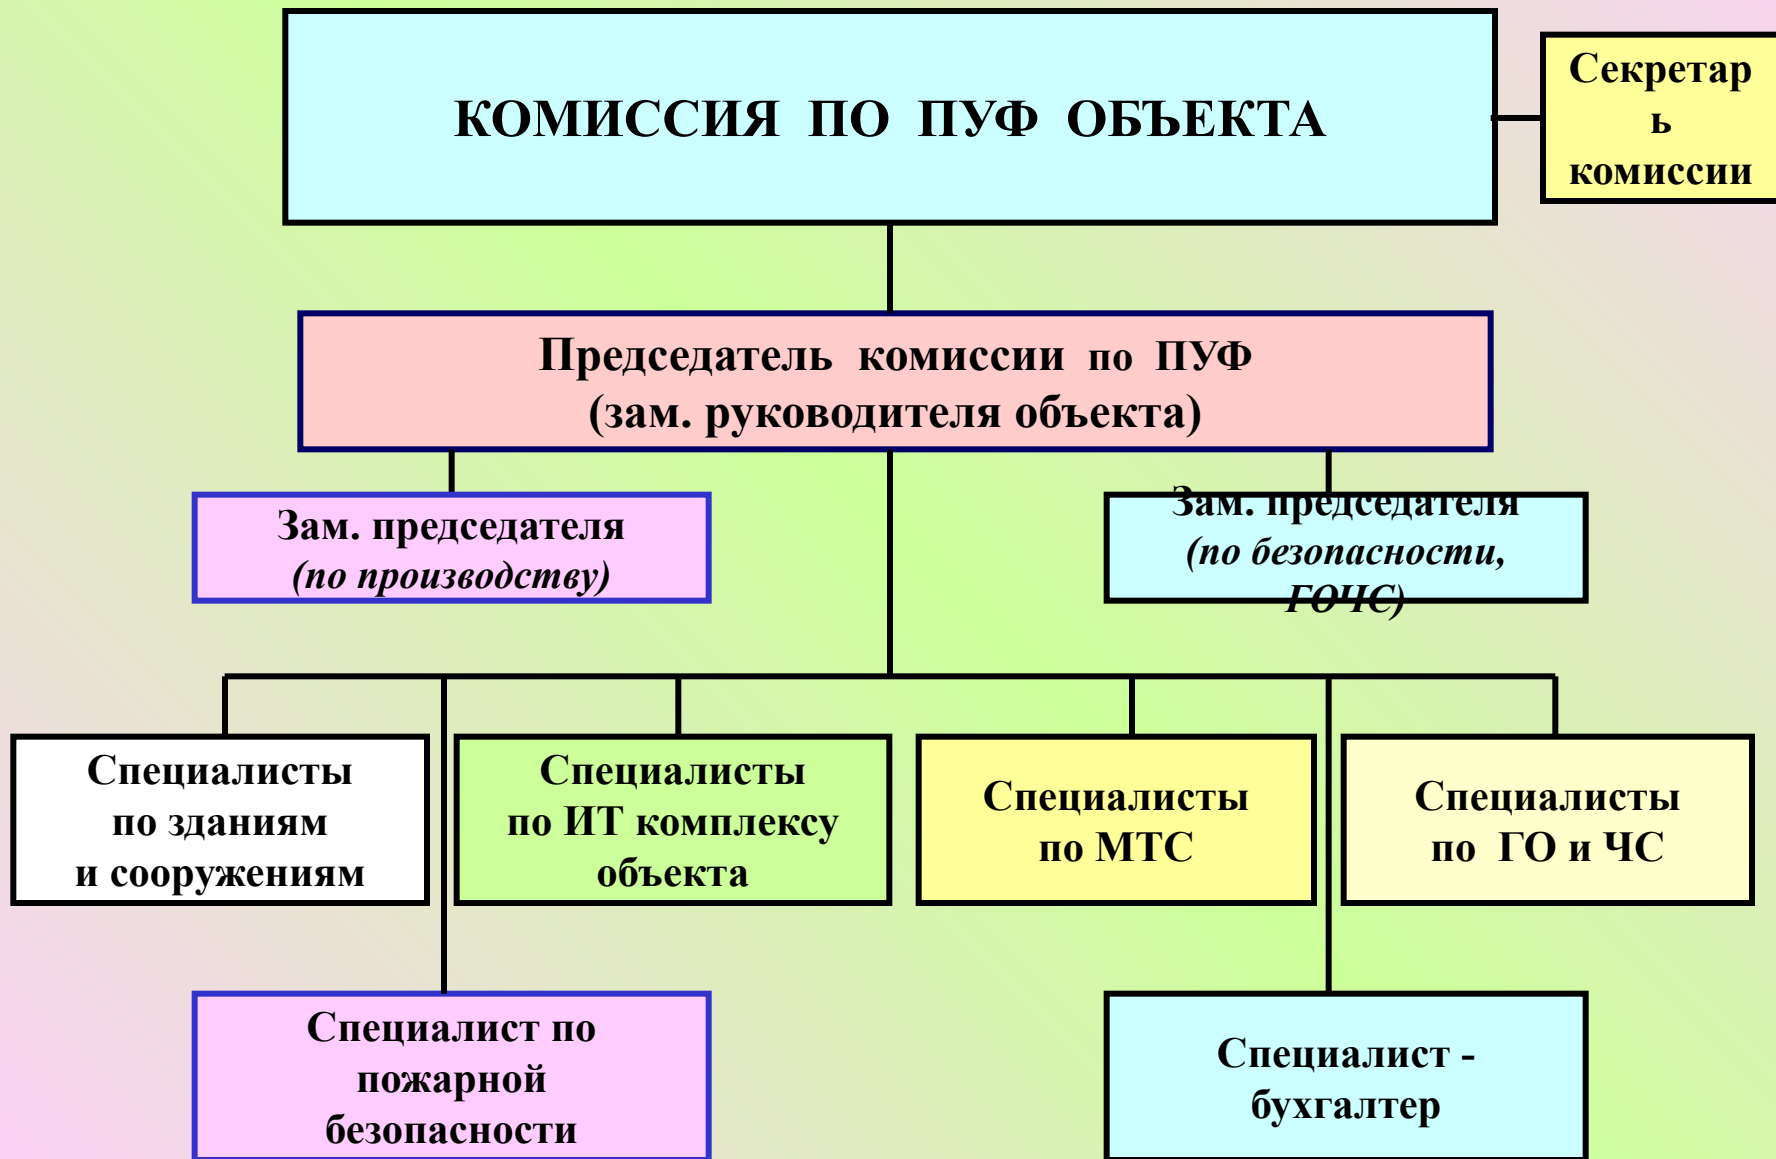 КОМИССИЯ ПО ПУФ ОБЪЕКТА
Секретар
ь
комиссии
Председатель комиссии по ПУФ
(зам. руководителя объекта)
Зам. председателя
(по производству)
Зам. председателя
(по безопасности,
ГОЧС)
Специалисты
по зданиям
и сооружениям
Специалисты
по ИТ комплексу
объекта
Специалисты
по МТС
Специалисты
по ГО и ЧС
Специалист по
пожарной
безопасности
Специалист -
бухгалтер